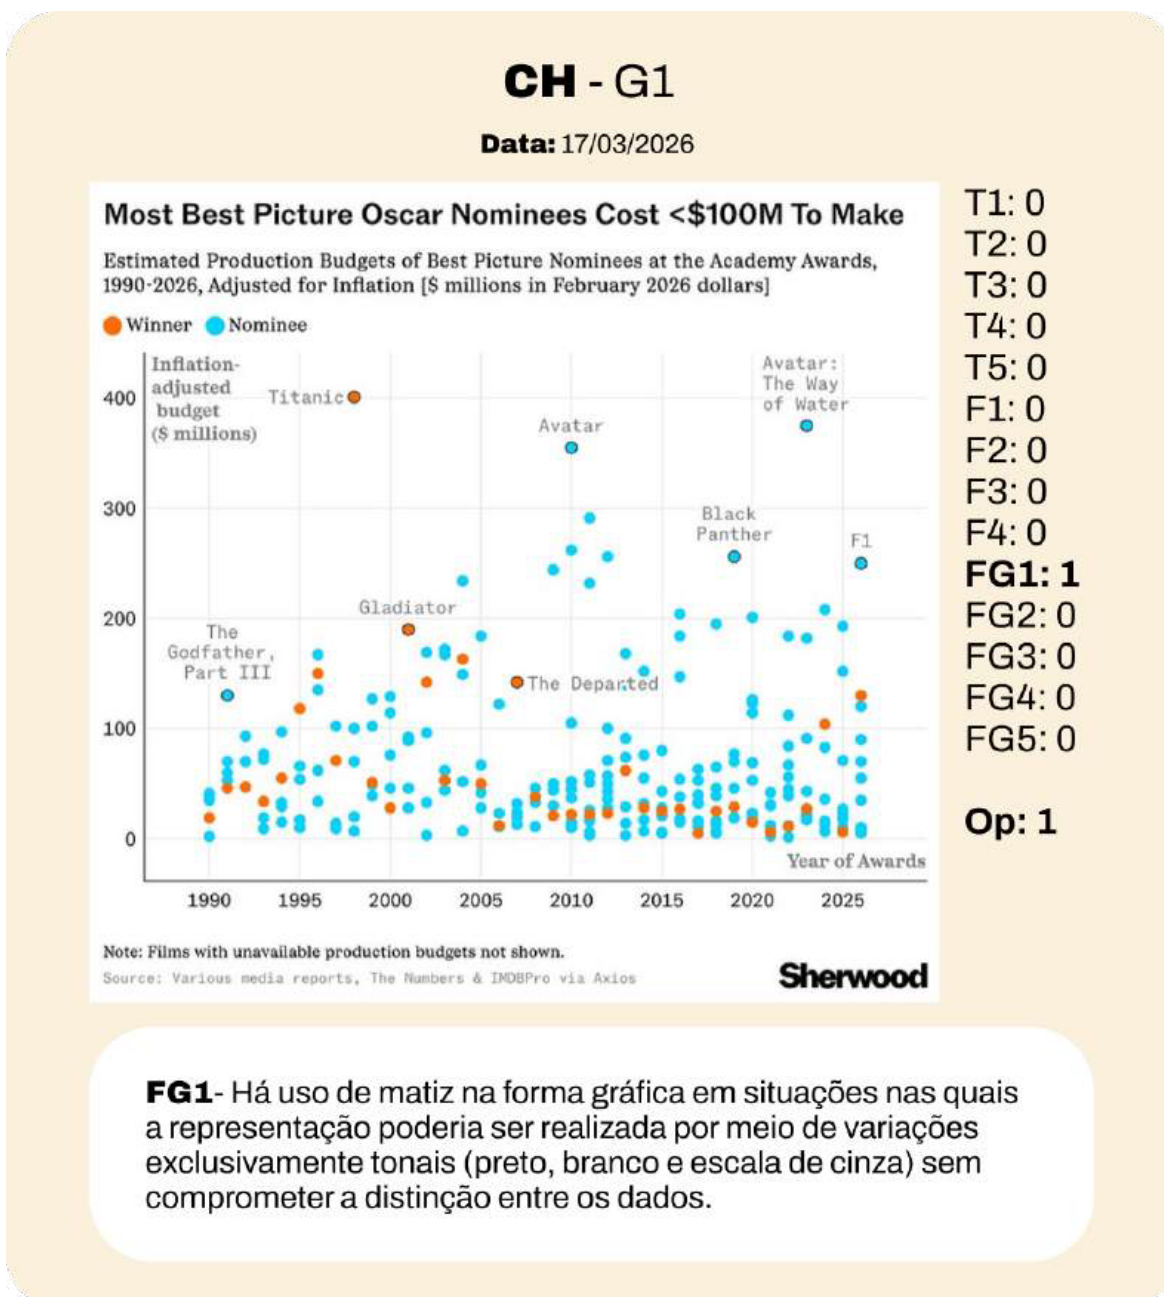 CH - G1
Data: 17/03/2026
Most Best Picture Oscar Nominees Cost <$100M To Make
Estimated Production Budgets of Best Picture Nominees at the Academy Awards,
1990-2026, Adjusted for Inflation [$ millions in February 2026 dollars]
Winner Nominee
Inflation-
adjusted
budget
($ millions)
400
300
200
100
0
Titanic
Avatar
Avatar:
The Way
of Water
Black
Panther
F1
Gladiator
The
Godfather,
Part III
The Departed
Year of Awards
1990 1995 2000 2005 2010 2015 2020 2025
Note: Films with unavailable production budgets not shown.
Source: Various media reports, The Numbers & IMDBPro via Axios
Sherwood
T1: 0
T2: 0
T3: 0
T4: 0
T5: 0
F1: 0
F2: 0
F3: 0
F4: 0
FG1: 1
FG2: 0
FG3: 0
FG4: 0
FG5: 0
Op: 1
FG1- Há uso de matiz na forma gráfica em situações nas quais
a representação poderia ser realizada por meio de variações
exclusivamente tonais (preto, branco e escala de cinza) sem
comprometer a distinção entre os dados.